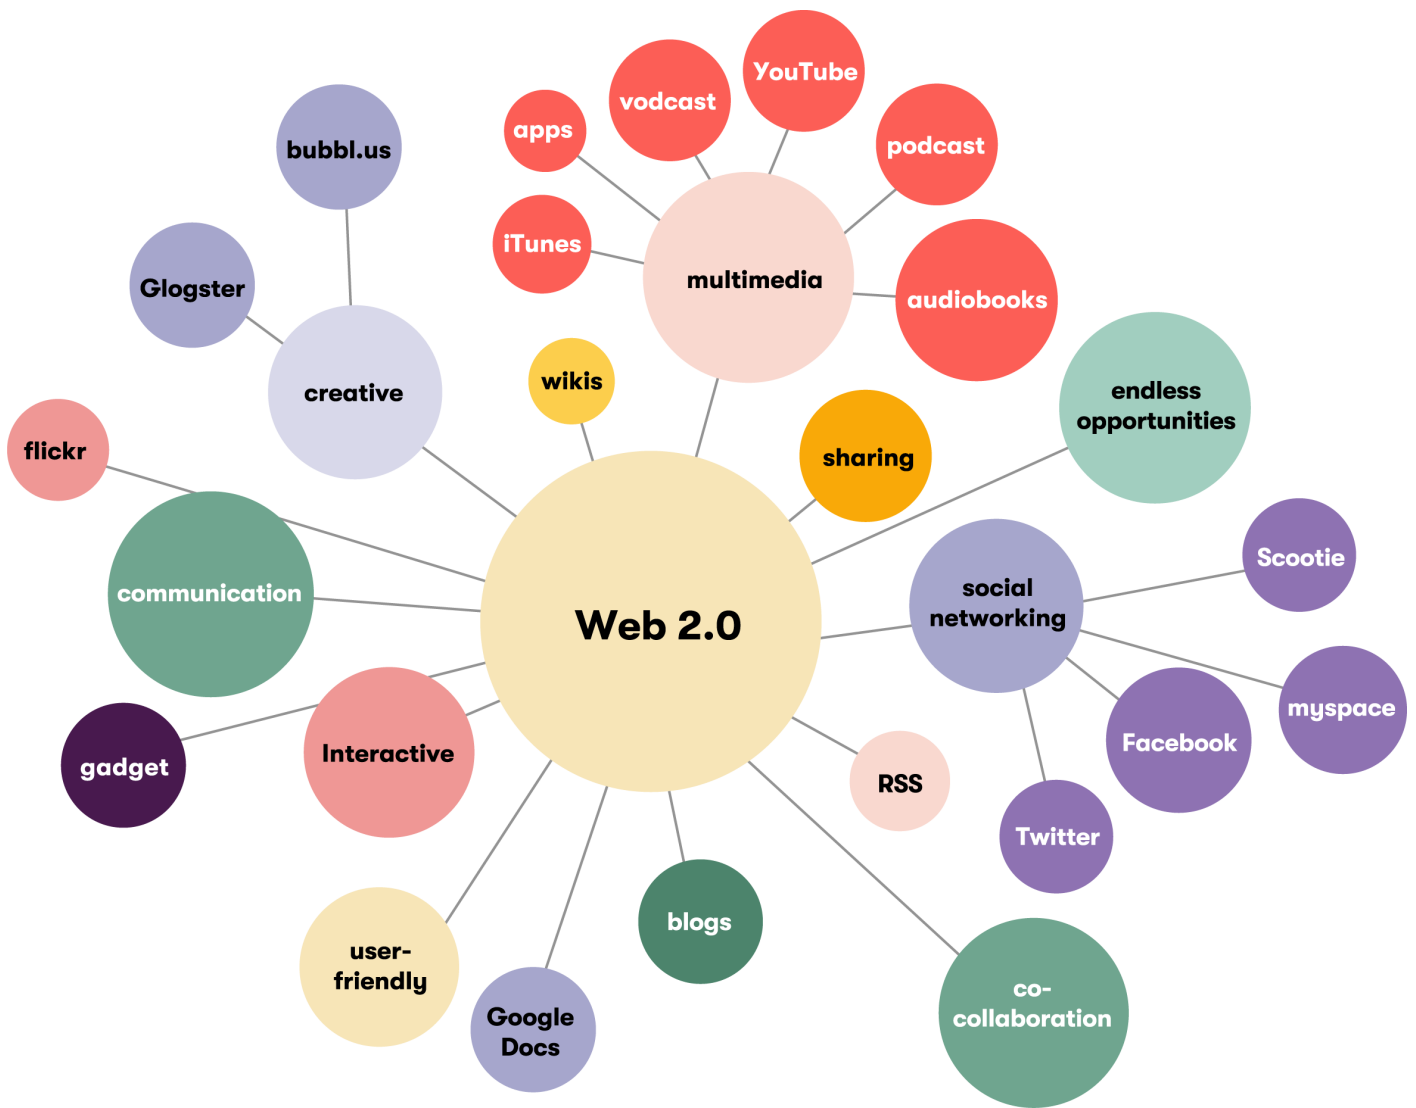 YouTube
vodcast
apps
podcast
bubbl.us
iTunes
multimedia
Glogster
audiobooks
wikis
creative
endless
opportunities
flickr
sharing
Scootie
social
networking
communication
Web 2.0
myspace
Facebook
Interactive
gadget
RSS
Twitter
blogs
user-
friendly
co-
collaboration
Google
Docs